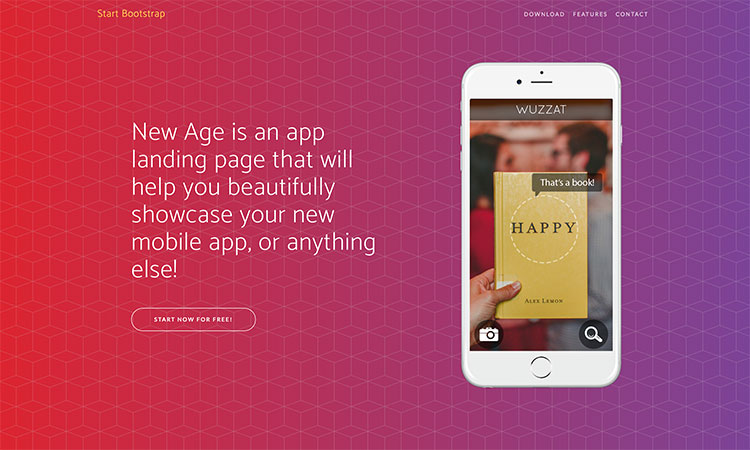 Start Bootstrap
DOWNLOAD FEATURES CONTACT
New Age is an app
landing page that will
help you beautifully
showcase your new
mobile app, or anything
else!
START NOW FOR FREE!
WUZZAT
That's a book!
HAPPY
ALEX LEMON